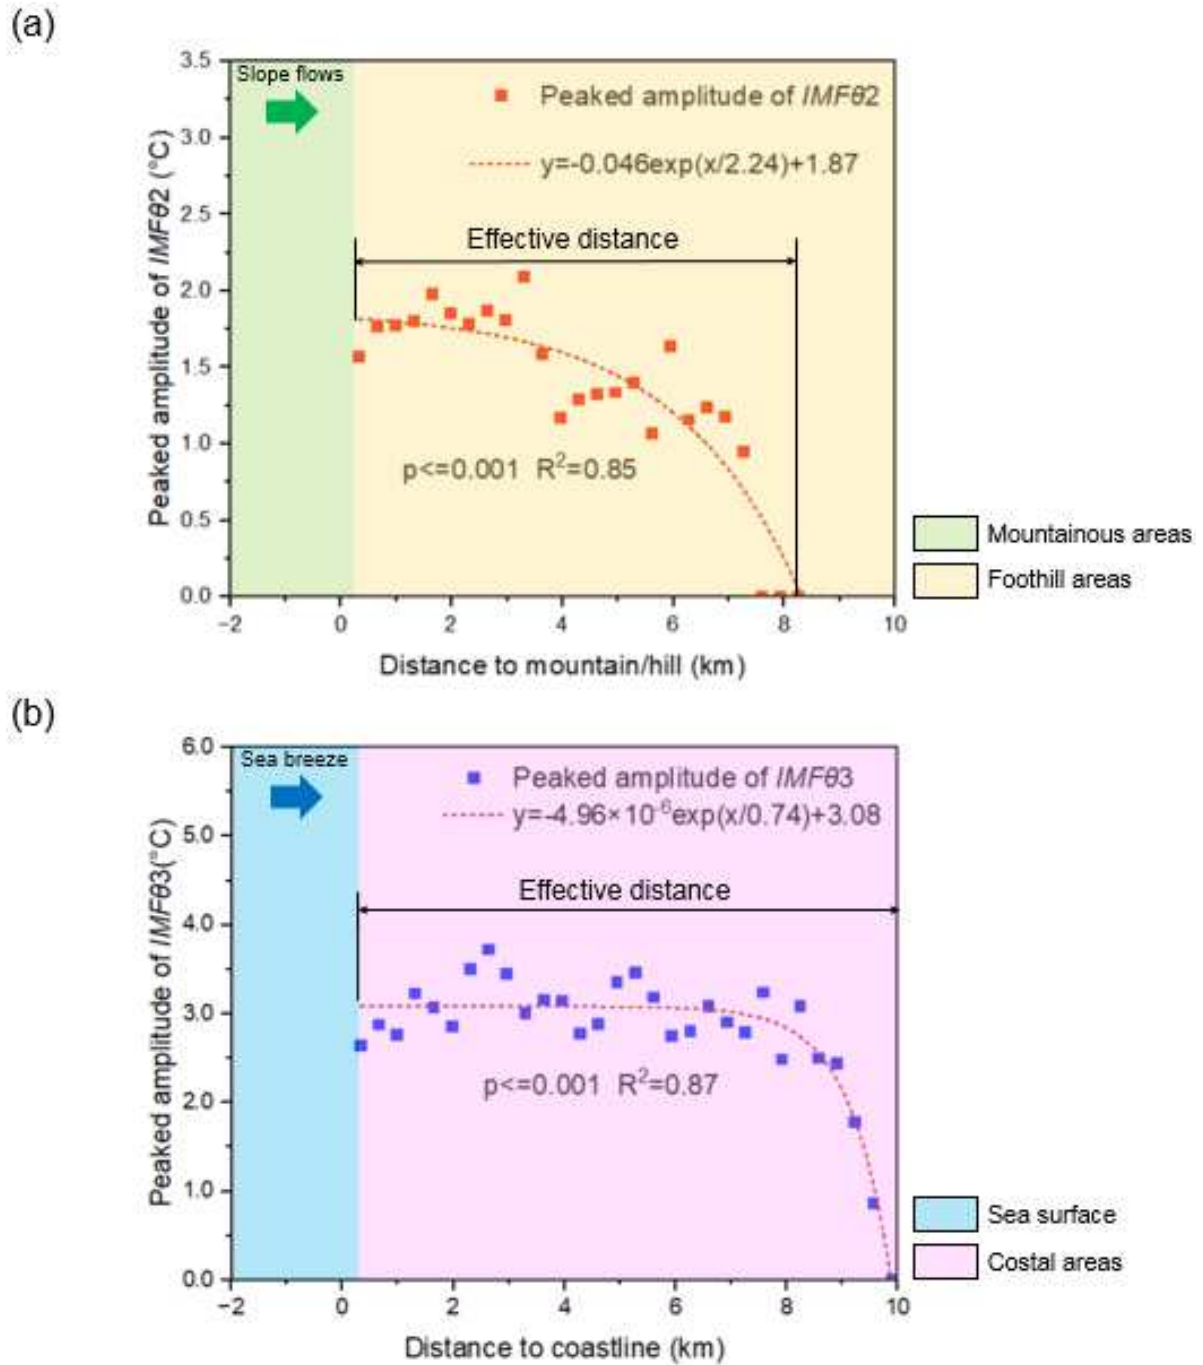 (a)
Slope flows
Peaked amplitude of IMFθ2
y=-0.046exp(x/2.24)+1.87
Effective distance
p<=0.001 R²=0.85
Peaked amplitude of IMFθ2 (°C)
3.5
3.0
2.5
2.0
1.5
1.0
0.5
0.0
−2 0 2 4 6 8 10
Distance to mountain/hill (km)
Mountainous areas
Foothill areas
(b)
Sea breeze
Peaked amplitude of IMFθ3
y=-4.96×10⁻⁶exp(x/0.74)+3.08
Effective distance
p<=0.001 R²=0.87
Peaked amplitude of IMFθ3(°C)
6.0
5.0
4.0
3.0
2.0
1.0
0.0
−2 0 2 4 6 8 10
Distance to coastline (km)
Sea surface
Costal areas